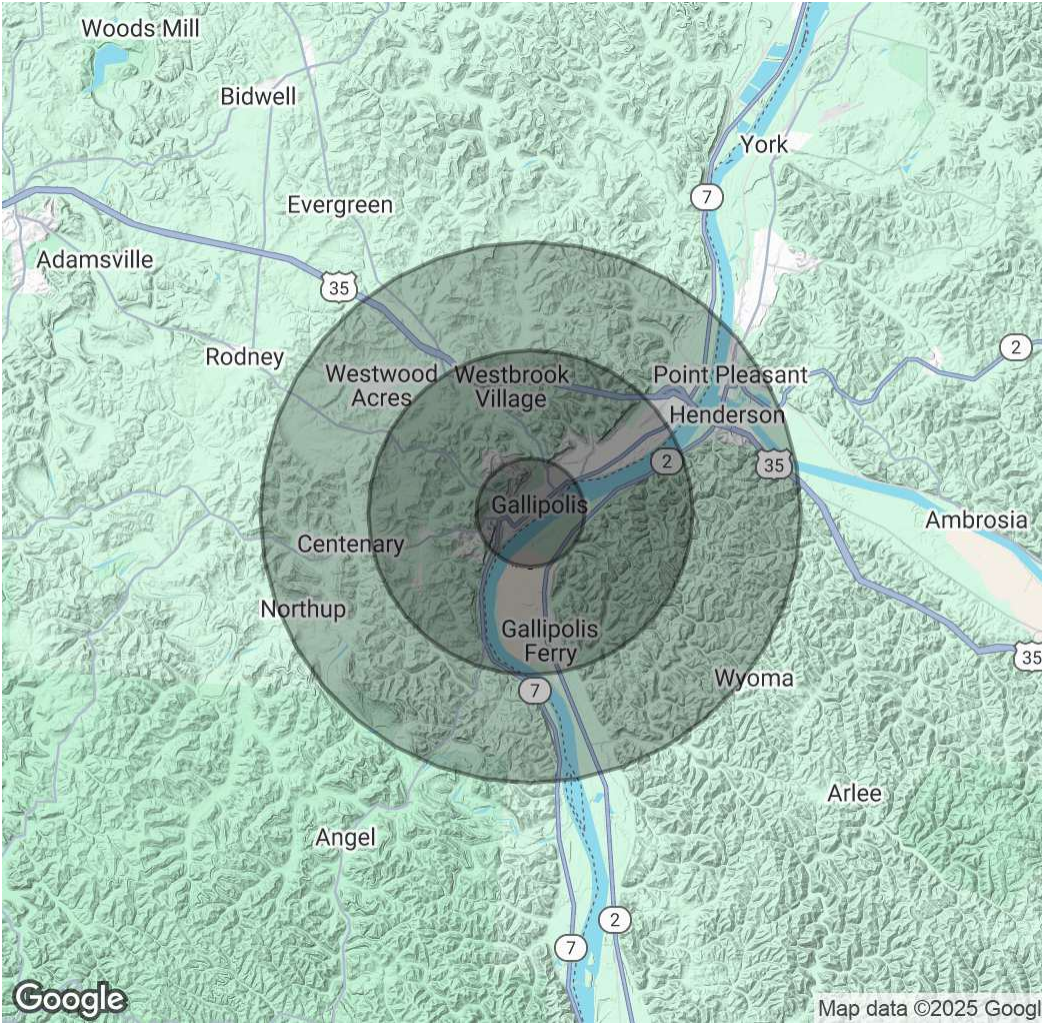 Woods Mill
Bidwell
York
7
Evergreen
Adamsville
35
2
Rodney
Westwood
Acres
Westbrook
Village
Point Pleasant
Henderson
2
35
Gallipolis
Ambrosia
Centenary
Northup
Gallipolis
Ferry
35
Wyoma
7
Arlee
Angel
2
7
Google
Map data ©2025 Googl